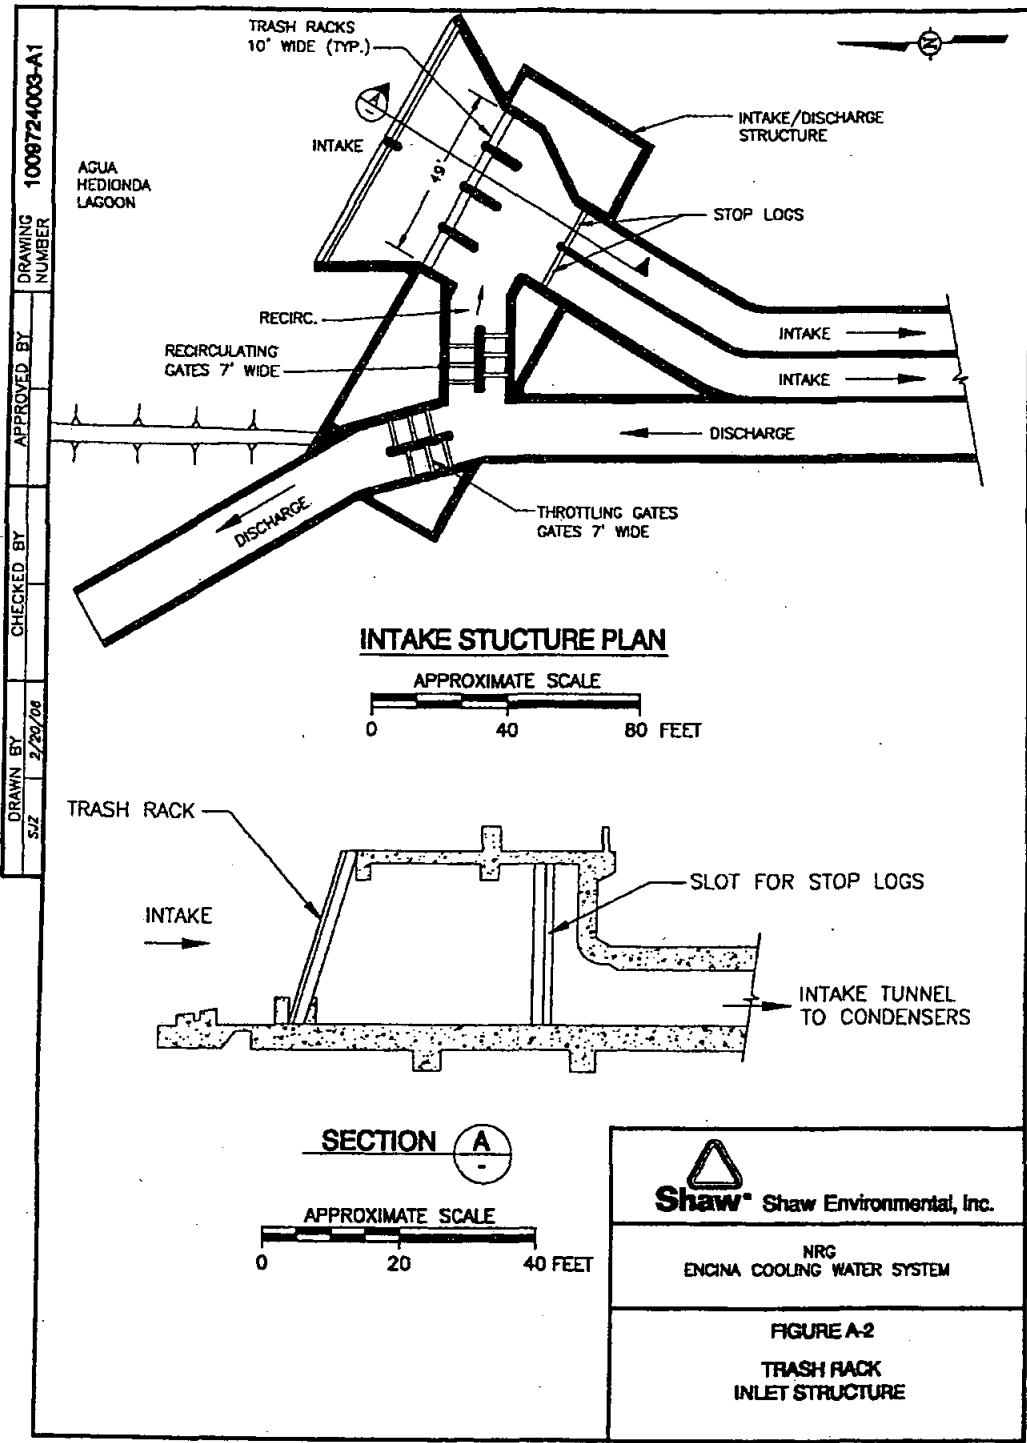 DRAWING NUMBER 1009724003-A1
APPROVED BY
CHECKED BY
DRAWN BY
SJZ 2/20/08
TRASH RACKS
10' WIDE (TYP.)
A
-
N
INTAKE
49'
INTAKE/DISCHARGE
STRUCTURE
AGUA
HEDIONDA
LAGOON
STOP LOGS
RECIRC.
RECIRCULATING
GATES 7' WIDE
INTAKE
INTAKE
DISCHARGE
DISCHARGE
THROTTLING GATES
GATES 7' WIDE
INTAKE STUCTURE PLAN
APPROXIMATE SCALE
0 40 80 FEET
TRASH RACK
INTAKE
SLOT FOR STOP LOGS
INTAKE TUNNEL
TO CONDENSERS
SECTION A
-
APPROXIMATE SCALE
0 20 40 FEET
Shaw Shaw Environmental, Inc.
NRG
ENCINA COOLING WATER SYSTEM
FIGURE A-2
TRASH RACK
INLET STRUCTURE